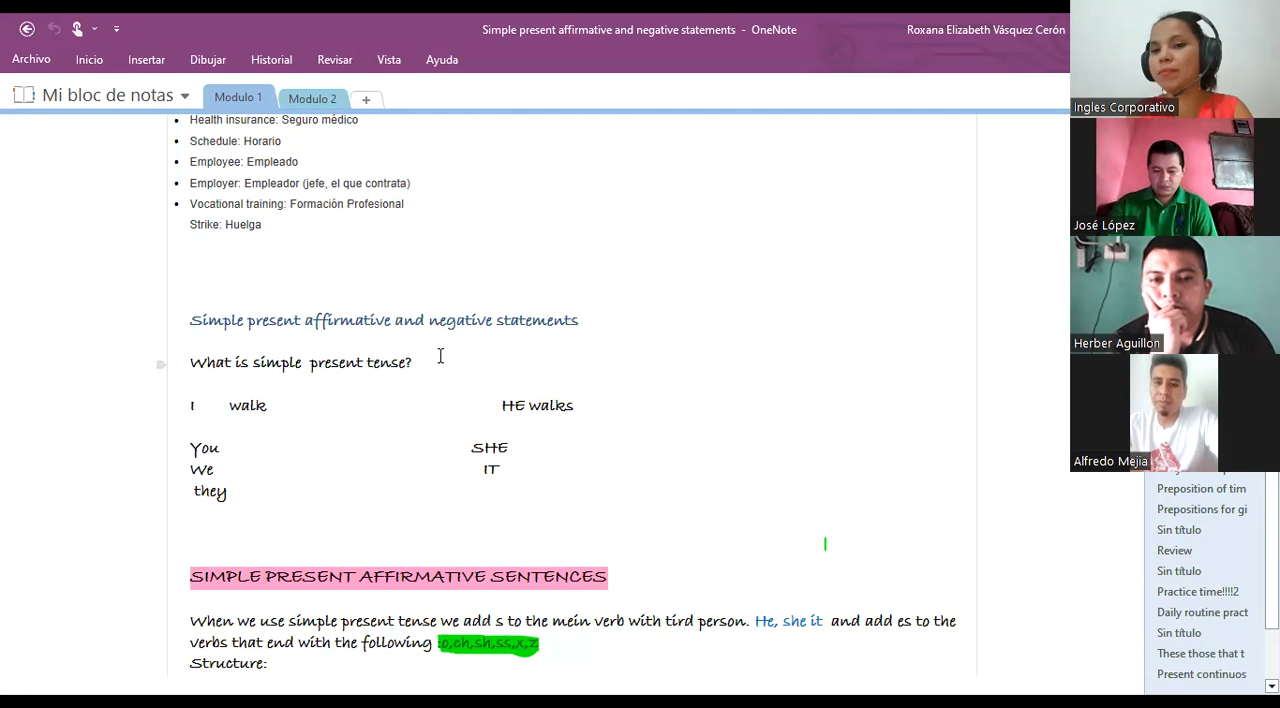 Simple present affirmative and negative statements - OneNote
Roxana Elizabeth Vásquez Cerón
Archivo Inicio Insertar Dibujar Historial Revisar Vista Ayuda
Mi bloc de notas Modulo 1 Modulo 2
Health insurance: Seguro médico
Schedule: Horario
Employee: Empleado
Employer: Empleador (jefe, el que contrata)
Vocational training: Formación Profesional
Strike: Huelga
Simple present affirmative and negative statements
What is simple present tense?
I walk HE walks
You SHE
We IT
they
SIMPLE PRESENT AFFIRMATIVE SENTENCES
When we use simple present tense we add s to the mein verb with tird person. He, she it and add es to the
verbs that end with the following :o,ch,sh,ss,x,z
Structure:
Ingles Corporativo
José López
Herber Aguillon
Alfredo Mejia
Preposition of tim
Prepositions for gi
Sin título
Review
Sin título
Practice time!!!!2
Daily routine pract
Sin título
These those that t
Present continuos